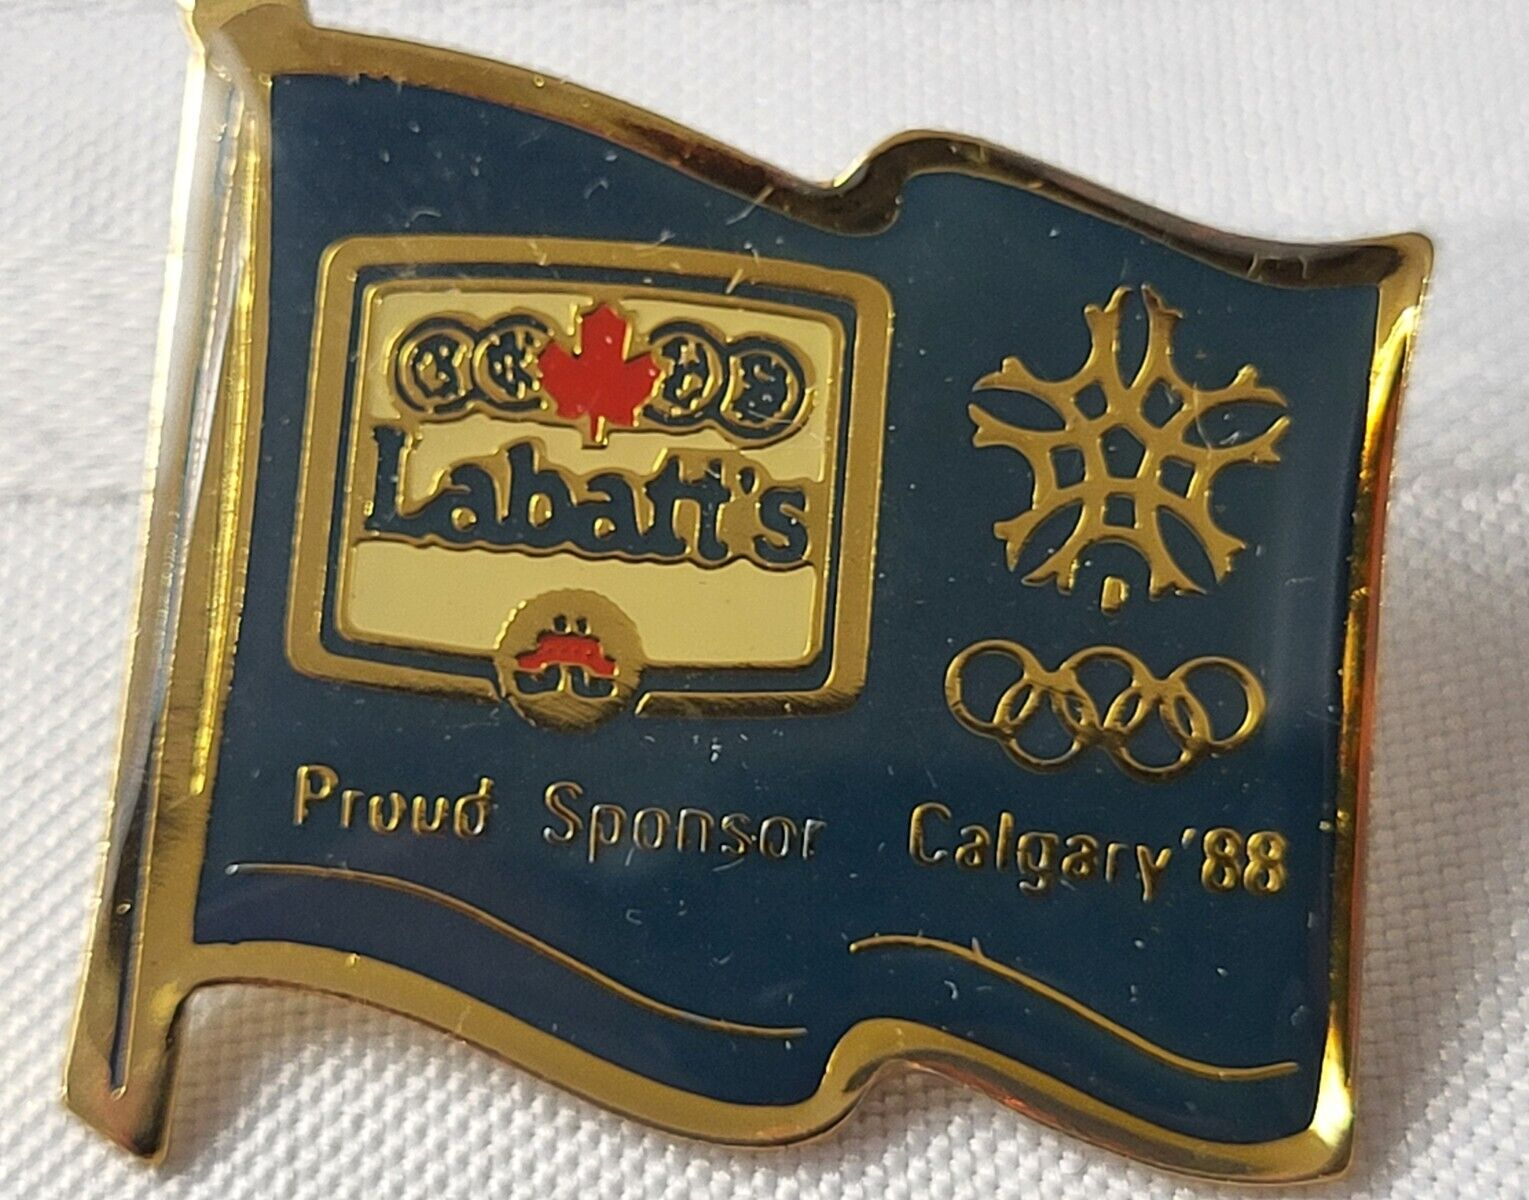 Labatt's
Proud Sponsor Calgary '88